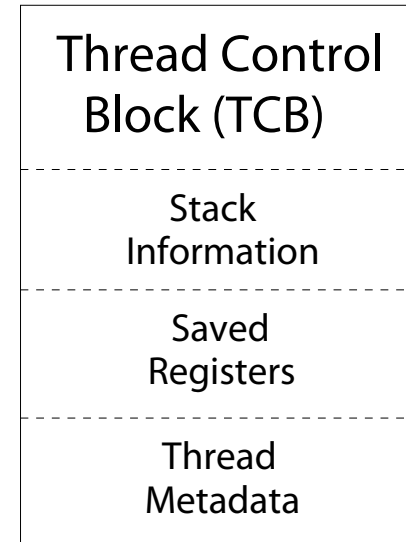 Thread Control
Block (TCB)
Stack
Information
Saved
Registers
Thread
Metadata